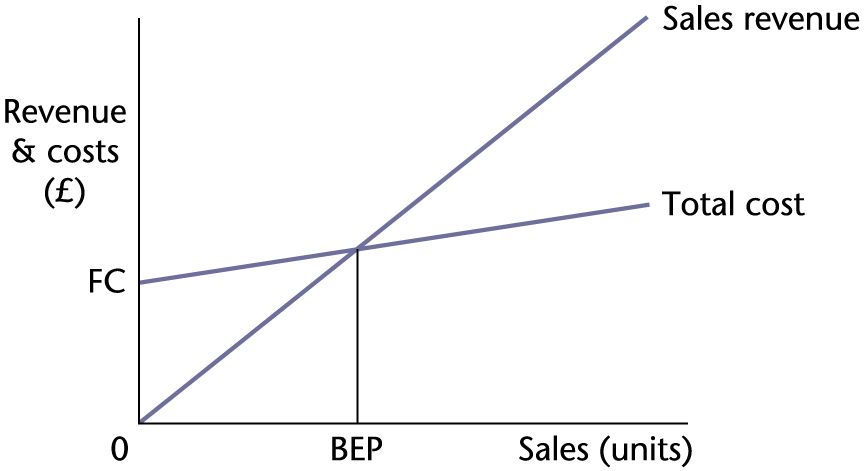 Sales revenue
Revenue
& costs
(£)
Total cost
FC
0
BEP
Sales (units)